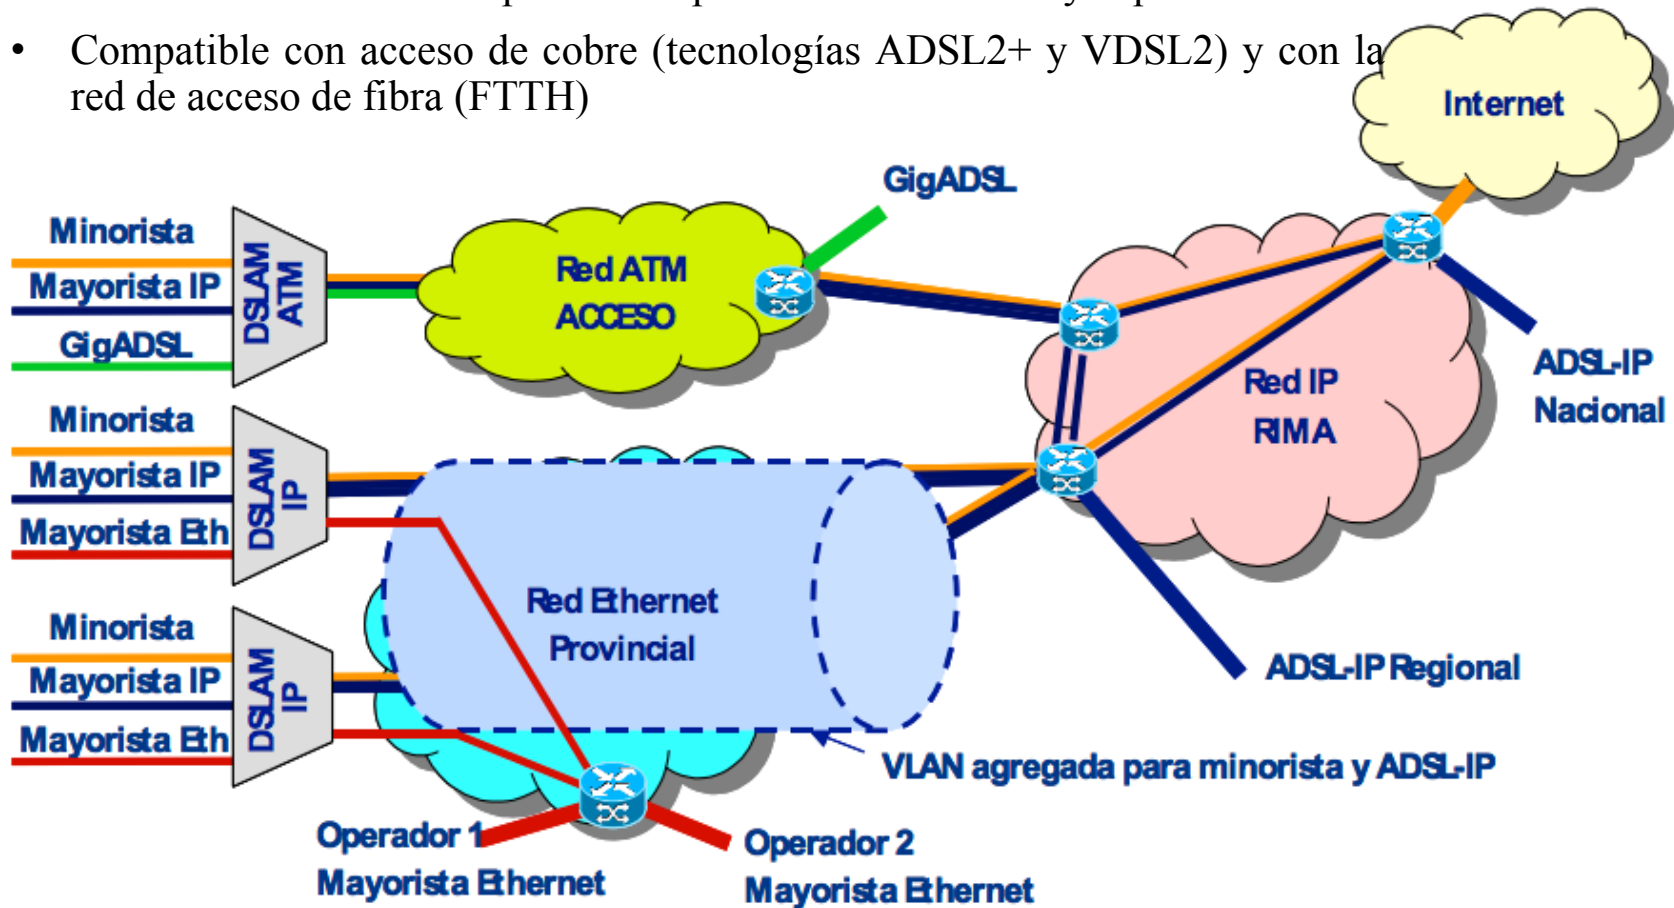 • Compatible con acceso de cobre (tecnologías ADSL2+ y VDSL2) y con la
red de acceso de fibra (FTTH)
Internet
GigADSL
Minorista
Mayorista IP
GigADSL
DSLAM
ATM
Red ATM
ACCESO
Red IP
RIMA
ADSL-IP
Nacional
Minorista
Mayorista IP
Mayorista Eth
DSLAM
IP
Red Ethernet
Provincial
Minorista
Mayorista IP
Mayorista Eth
DSLAM
IP
ADSL-IP Regional
VLAN agregada para minorista y ADSL-IP
Operador 1
Mayorista Ethernet
Operador 2
Mayorista Ethernet